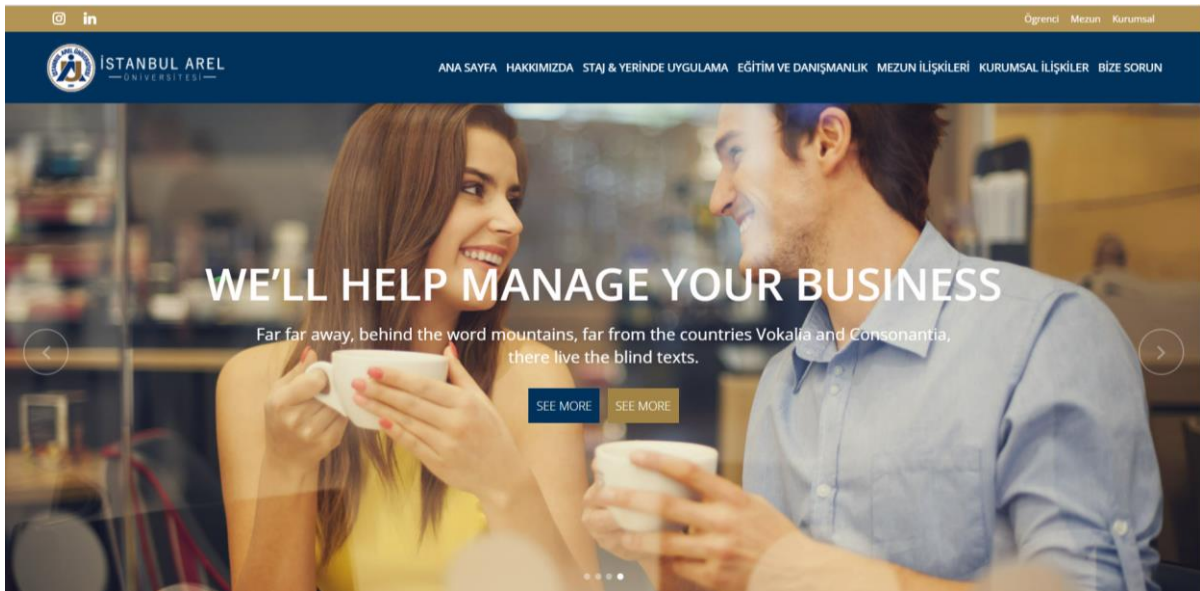 Ögrenci Mezun Kurumsal
İSTANBUL AREL
ÜNİVERSİTESİ
ANA SAYFA HAKKIMIZDA STAJ & YERİNDE UYGULAMA EĞİTİM VE DANIŞMANLIK MEZUN İLİŞKİLERİ KURUMSAL İLİŞKİLER BİZE SORUN
WE'LL HELP MANAGE YOUR BUSINESS
Far far away, behind the word mountains, far from the countries Vokalia and Consonantia,
there live the blind texts.
SEE MORE SEE MORE